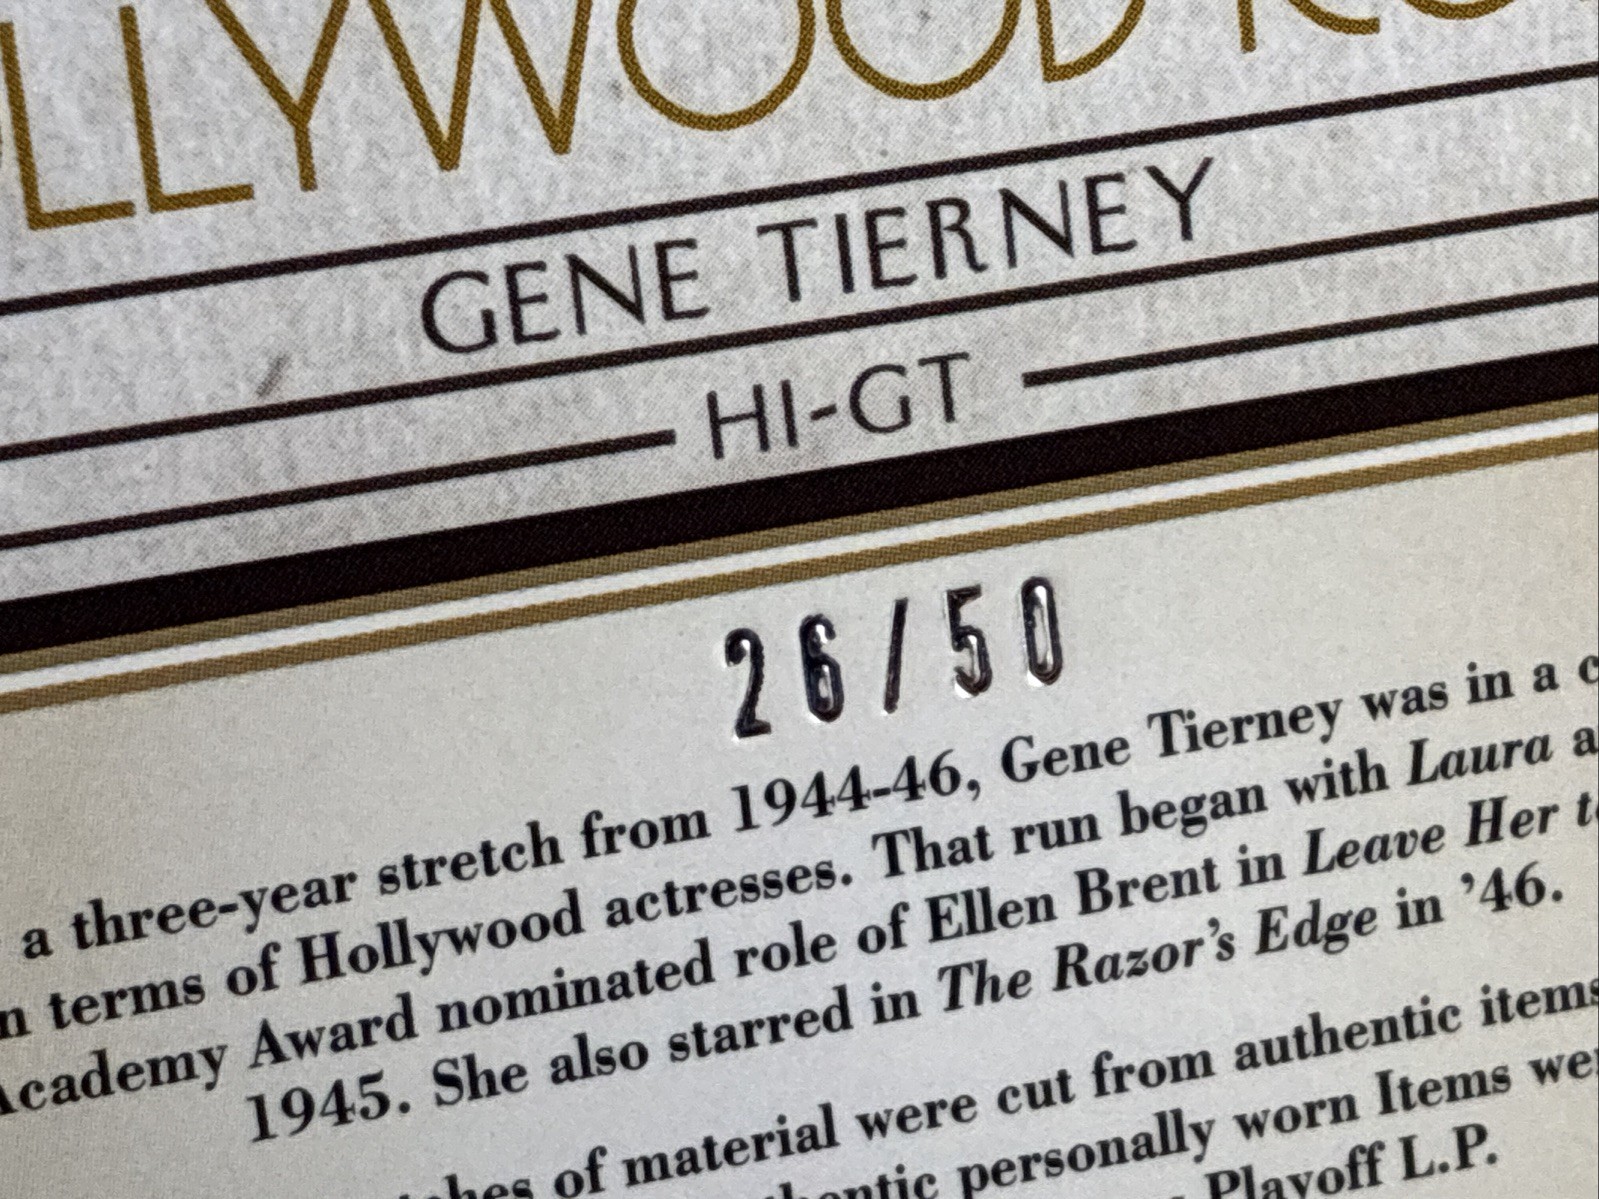 OLLYWOOD
GENE TIERNEY
HI-GT
26/50
a three-year stretch from 1944-46, Gene Tierney was in a
terms of Hollywood actresses. That run began with Laura
Academy Award nominated role of Ellen Brent in Leave Her
1945. She also starred in The Razor's Edge in '46.
of material were cut from authentic items
personally worn Items
Playoff L.P.